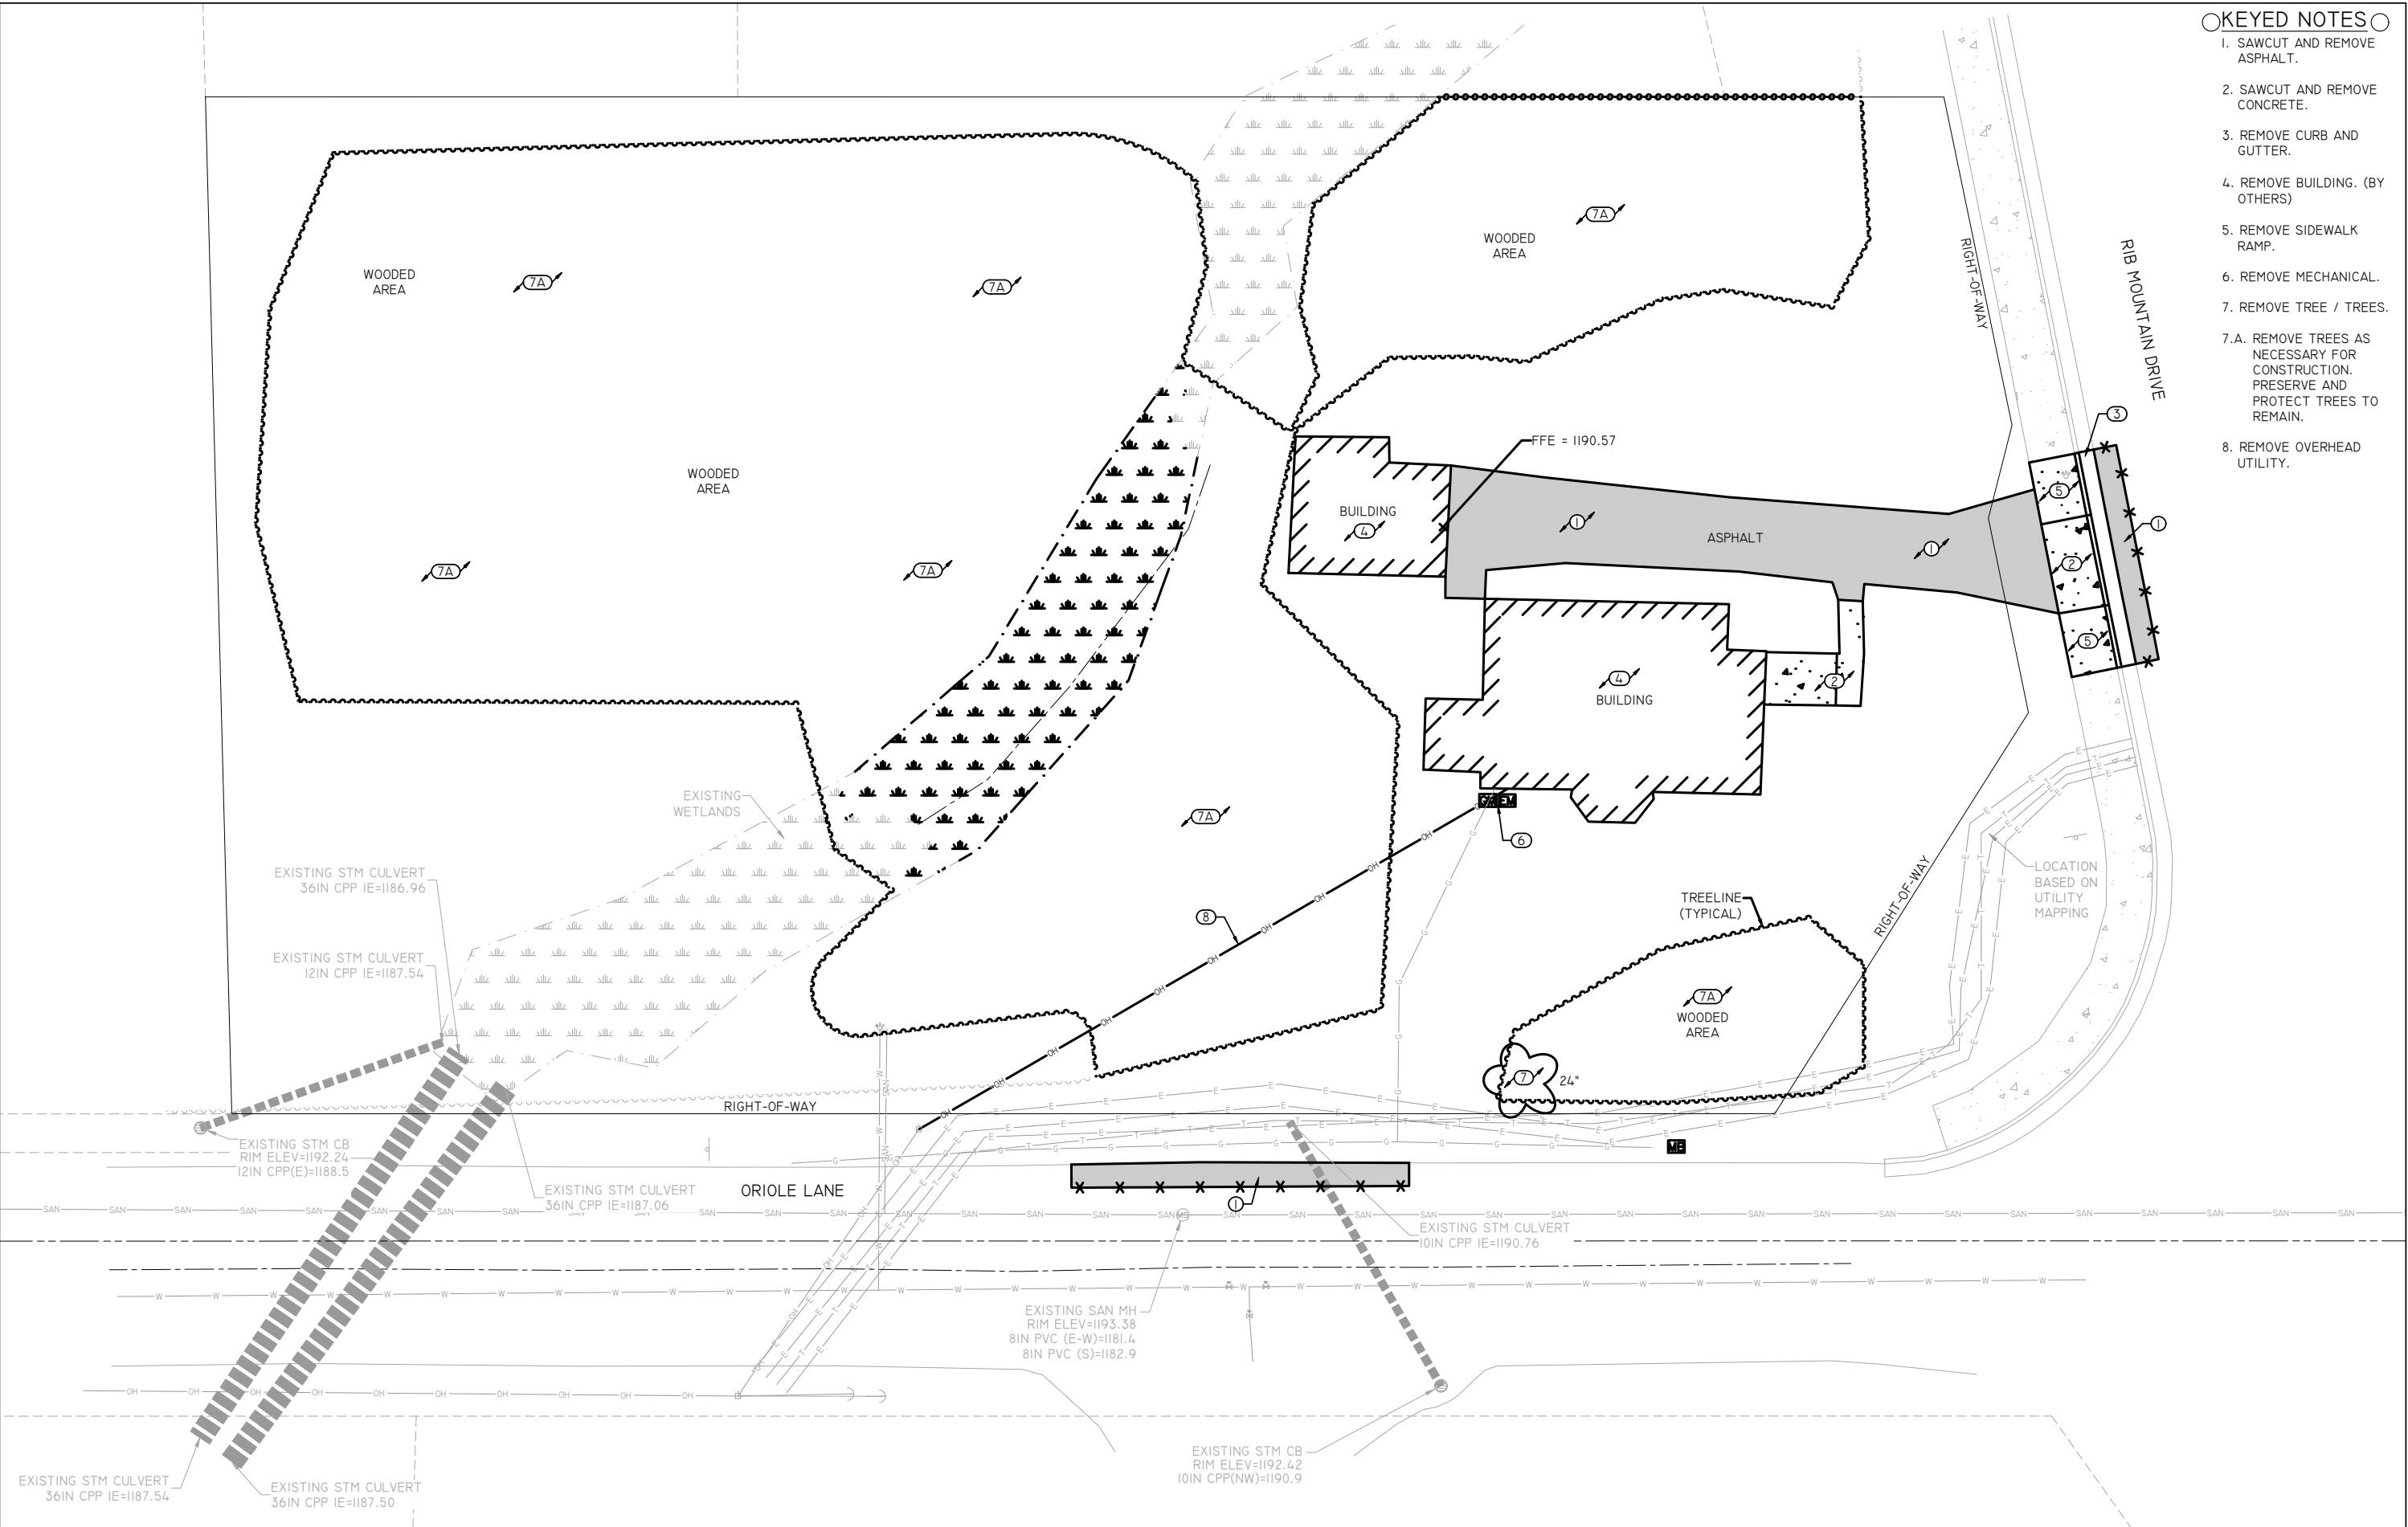 KEYED NOTES
1. SAWCUT AND REMOVE
ASPHALT.
2. SAWCUT AND REMOVE
CONCRETE.
3. REMOVE CURB AND
GUTTER.
4. REMOVE BUILDING. (BY
OTHERS)
5. REMOVE SIDEWALK
RAMP.
6. REMOVE MECHANICAL.
7. REMOVE TREE / TREES.
7.A. REMOVE TREES AS
NECESSARY FOR
CONSTRUCTION.
PRESERVE AND
PROTECT TREES TO
REMAIN.
8. REMOVE OVERHEAD
UTILITY.
RIB MOUNTAIN DRIVE
RIGHT-OF-WAY
7A
WOODED
AREA
WOODED
AREA
7A
7A
3
FFE = 1190.57
WOODED
AREA
5
BUILDING
4
1
ASPHALT
1
1
2
7A
7A
5
4
BUILDING
2
EXISTING
WETLANDS
7A
6
EXISTING STM CULVERT
36IN CPP IE=1186.96
LOCATION
BASED ON
UTILITY
MAPPING
TREELINE
(TYPICAL)
RIGHT-OF-WAY
8
EXISTING STM CULVERT
12IN CPP IE=1187.54
7A
WOODED
AREA
7
24"
RIGHT-OF-WAY
EXISTING STM CB
RIM ELEV=1192.24
12IN CPP(E)=1188.5
MB
EXISTING STM CULVERT
36IN CPP IE=1187.06
ORIOLE LANE
1
EXISTING STM CULVERT
10IN CPP IE=1190.76
MS
EXISTING SAN MH
RIM ELEV=1193.38
8IN PVC (E-W)=1181.4
8IN PVC (S)=1182.9
EXISTING STM CB
RIM ELEV=1192.42
10IN CPP(NW)=1190.9
EXISTING STM CULVERT
36IN CPP IE=1187.54
EXISTING STM CULVERT
36IN CPP IE=1187.50